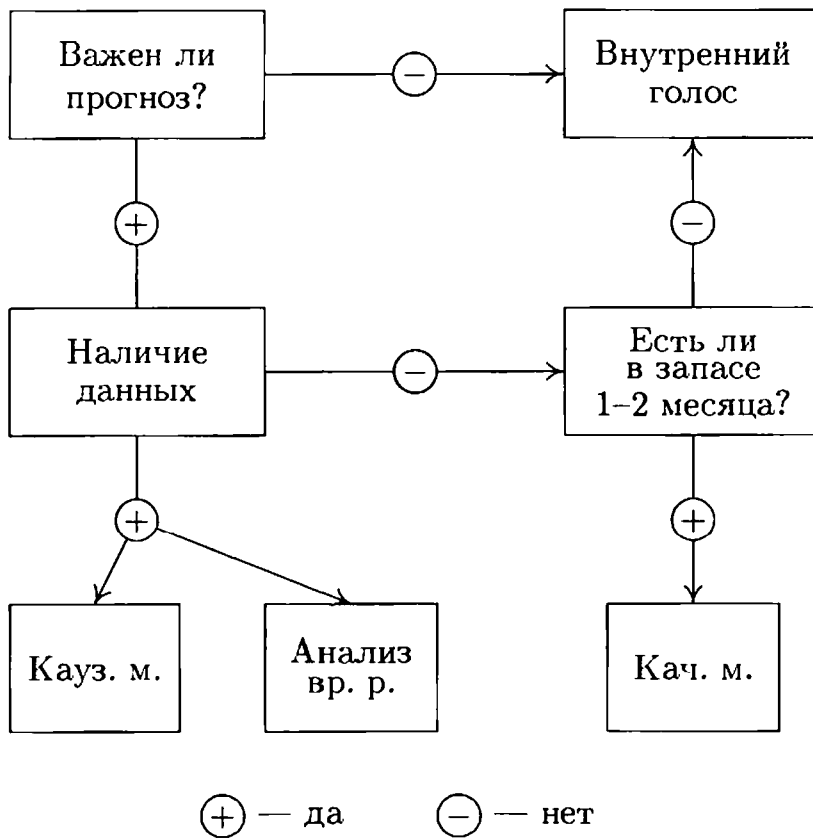 Важен ли
прогноз?
−
Внутренний
голос
+
−
Наличие
данных
−
Есть ли
в запасе
1–2 месяца?
+
+
Кауз. м.
Анализ
вр. р.
Кач. м.
+ — да
− — нет